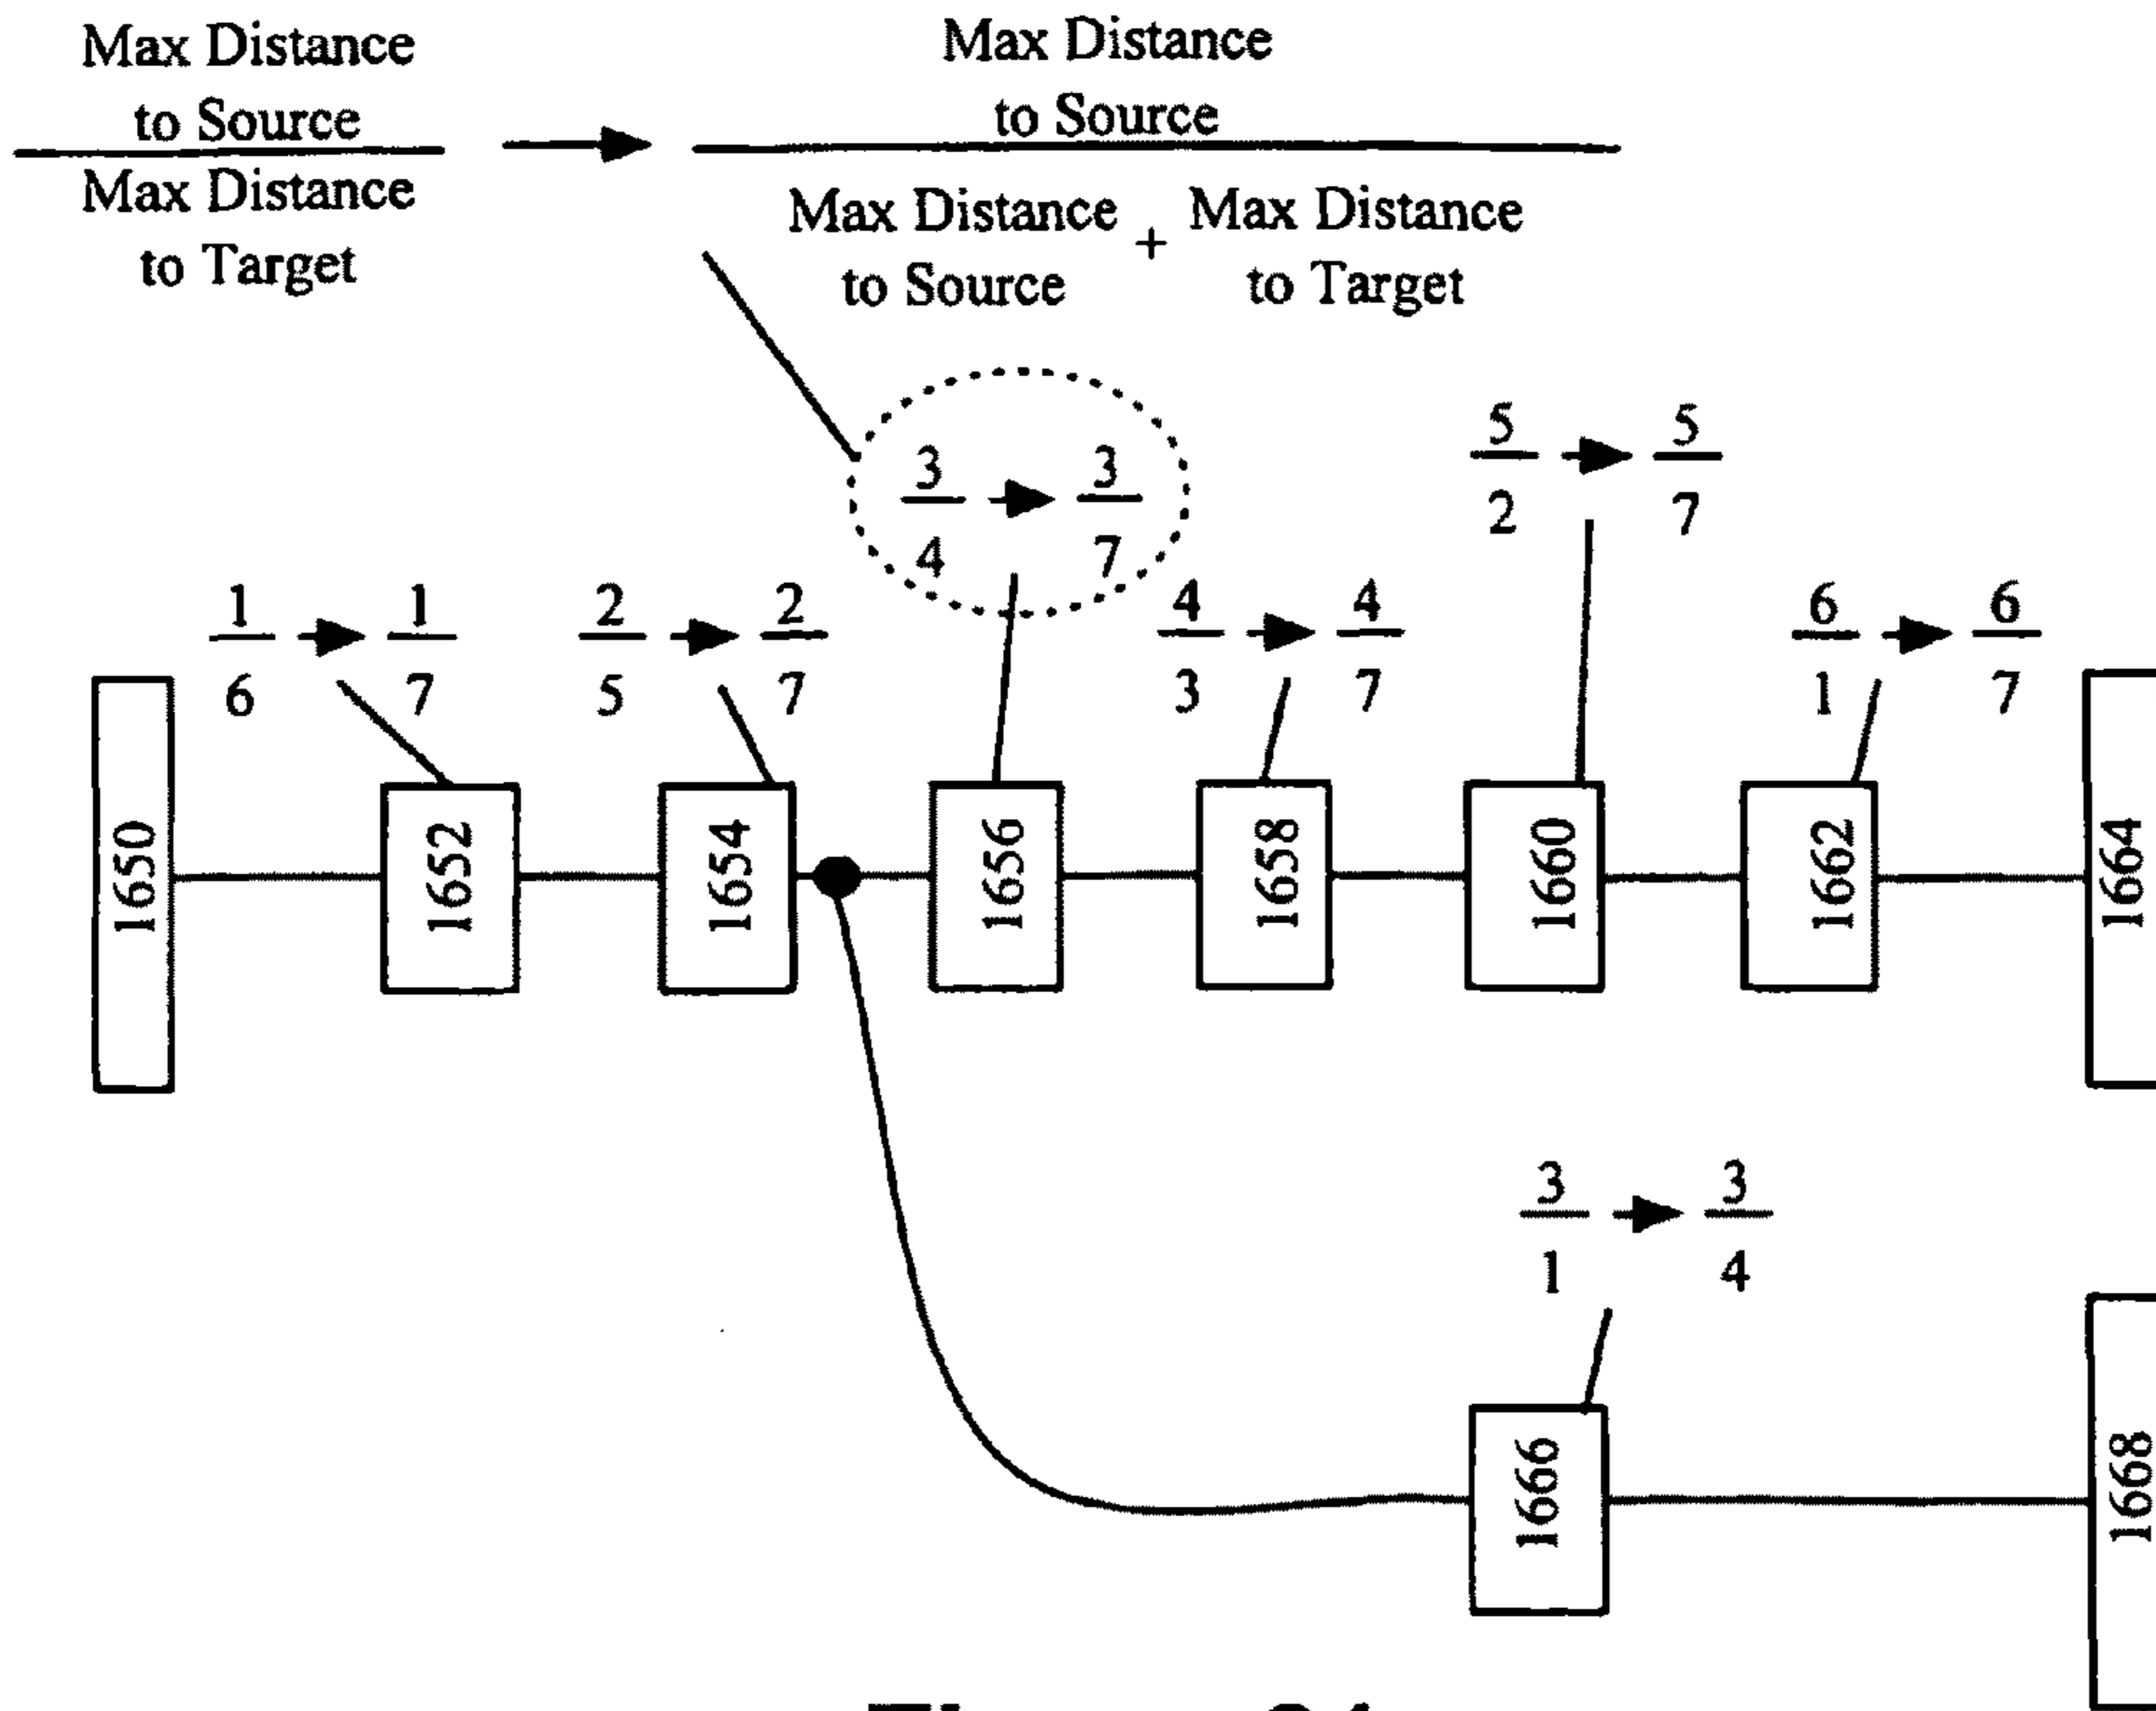 Max Distance
to Source
Max Distance
to Target
Max Distance
to Source
Max Distance
to Source
+
Max Distance
to Target
3 3
4 7
5 5
2 7
1 1
6 7
2 2
5 7
4 4
3 7
6 6
1 7
1650
1652
1654
1656
1658
1660
1662
1664
3 3
1 4
1666
1668